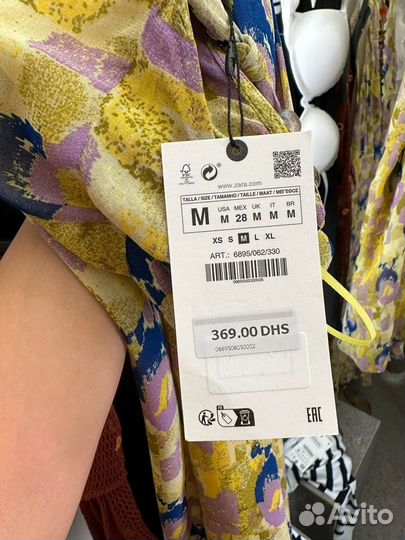 www.zara.com
TALLA / SIZE / TAMANHO / TAILLE / MAAT / ΜΕΓΕΘΟΣ
M
USA MEX UK IT BR
M 28 M M M
XS S M L XL
ART.: 6895/062/330
369.00 DHS
EAC
Avito